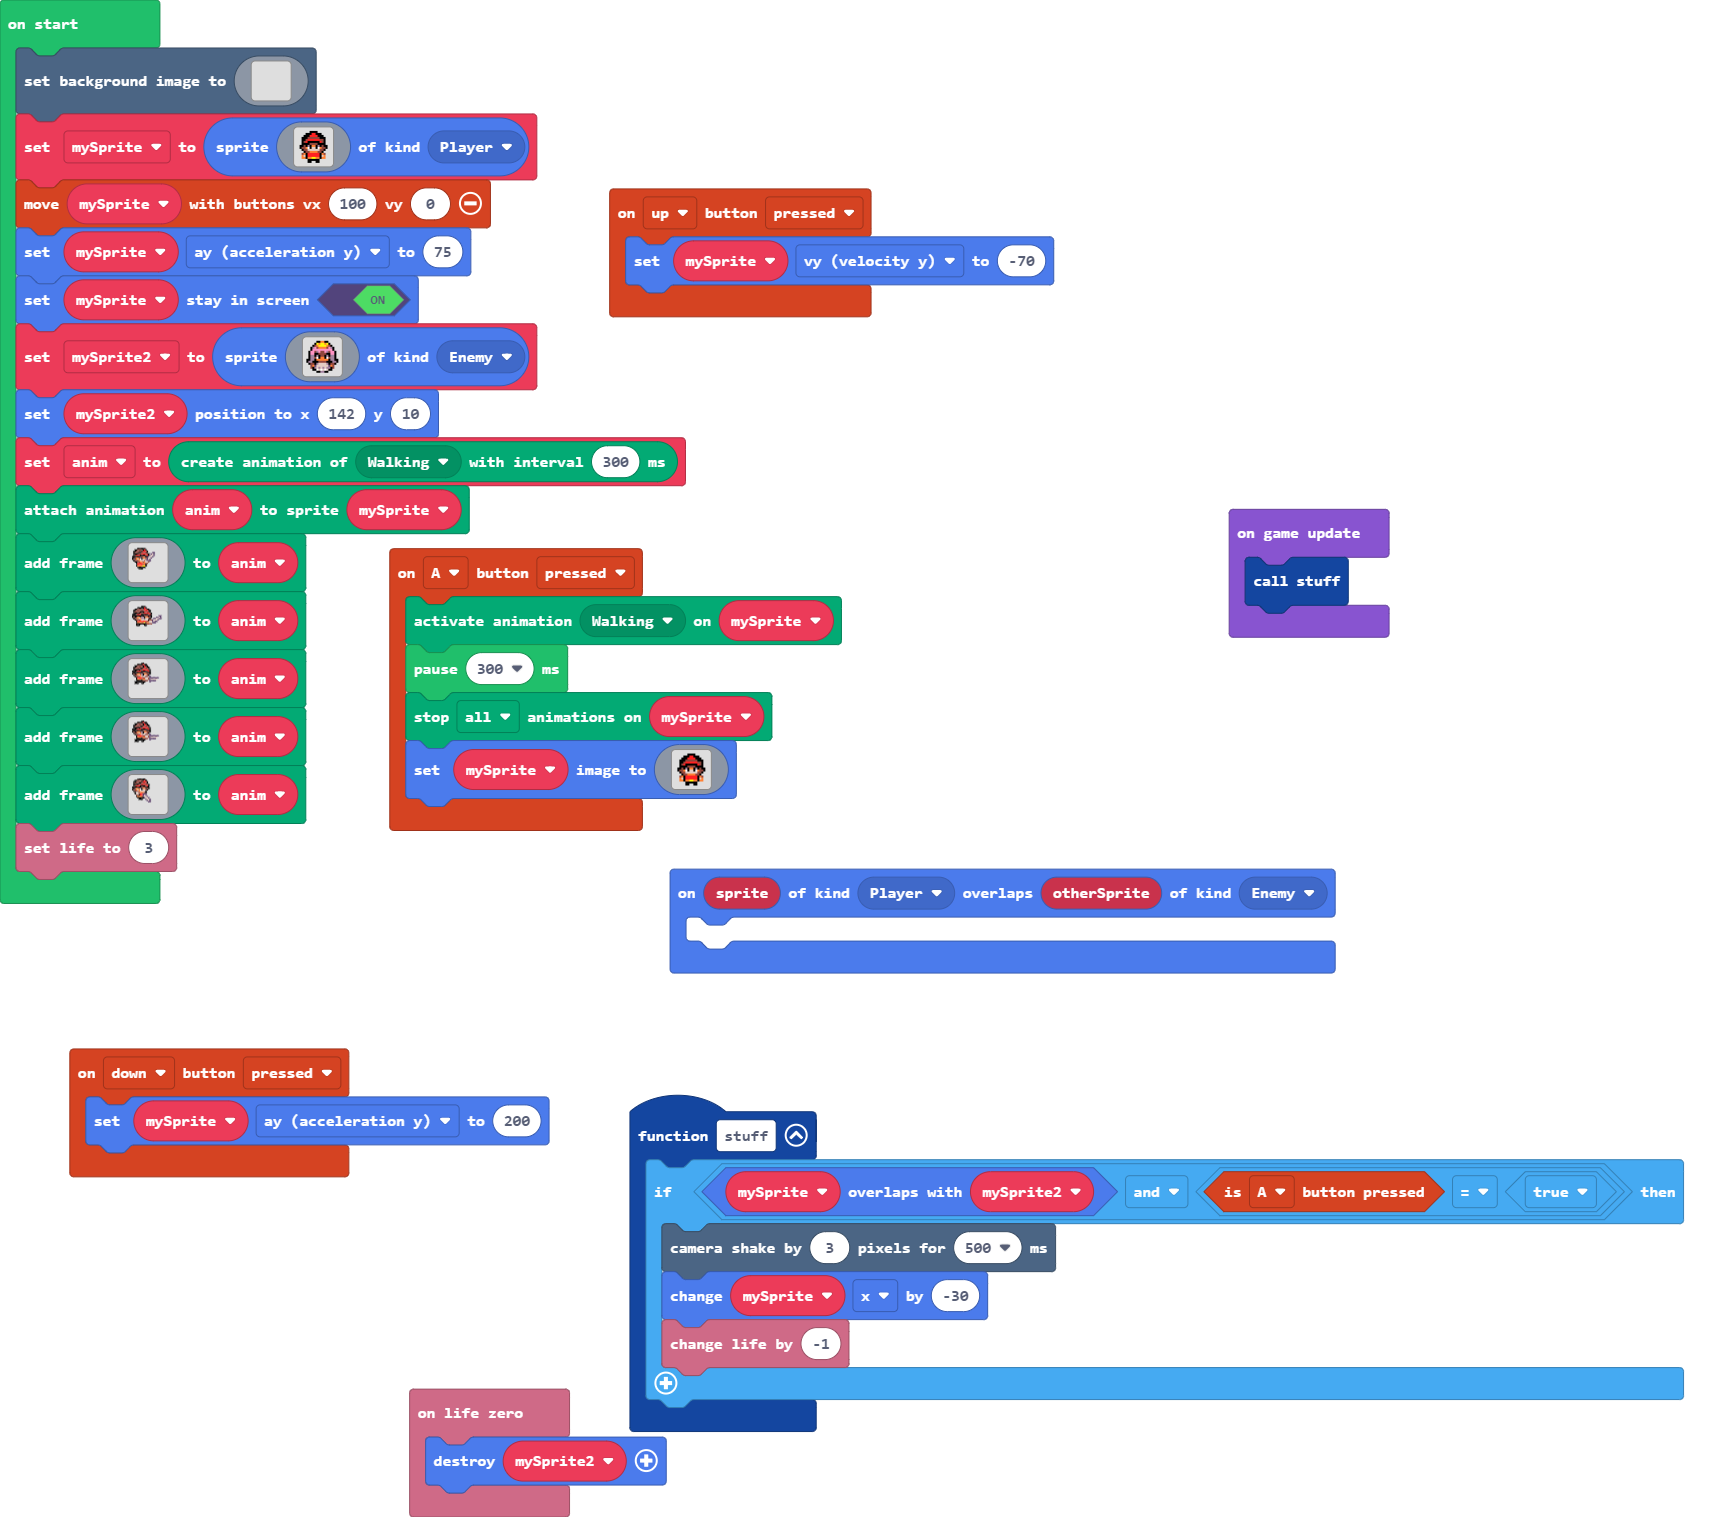 on start
set background image to
set mySprite to sprite of kind Player
move mySprite with buttons vx 100 vy 0
set mySprite ay (acceleration y) to 75
set mySprite stay in screen ON
set mySprite2 to sprite of kind Enemy
set mySprite2 position to x 142 y 10
set anim to create animation of Walking with interval 300 ms
attach animation anim to sprite mySprite
add frame to anim
add frame to anim
add frame to anim
add frame to anim
add frame to anim
set life to 3
on up button pressed
set mySprite vy (velocity y) to -70
on A button pressed
activate animation Walking on mySprite
pause 300 ms
stop all animations on mySprite
set mySprite image to
on game update
call stuff
on sprite of kind Player overlaps otherSprite of kind Enemy
on down button pressed
set mySprite ay (acceleration y) to 200
function stuff
if mySprite overlaps with mySprite2 and is A button pressed = true then
camera shake by 3 pixels for 500 ms
change mySprite x by -30
change life by -1
on life zero
destroy mySprite2